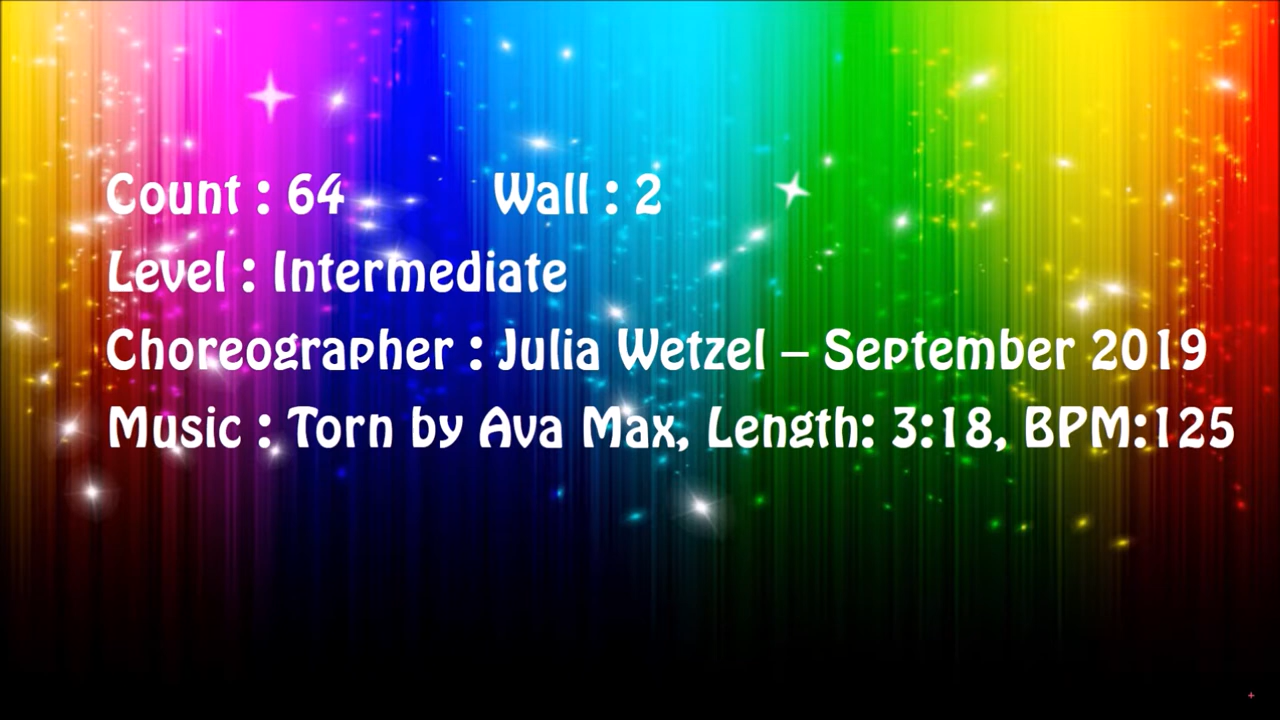 Count : 64 Wall : 2
Level : Intermediate
Choreographer : Julia Wetzel – September 2019
Music : Torn by Ava Max, Length: 3:18, BPM:125